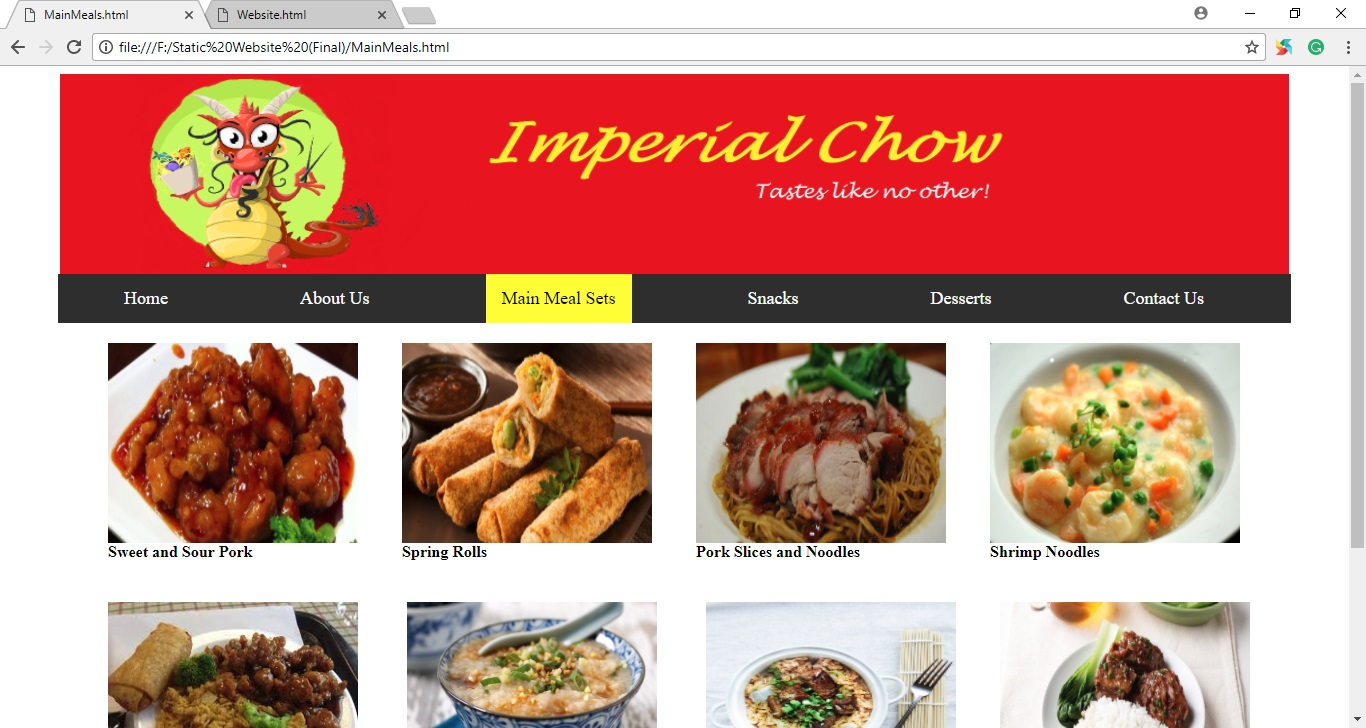 MainMeals.html
Website.html
file:///F:/Static%20Website%20(Final)/MainMeals.html
Imperial Chow
Tastes like no other!
Home About Us Main Meal Sets Snacks Desserts Contact Us
Sweet and Sour Pork Spring Rolls Pork Slices and Noodles Shrimp Noodles